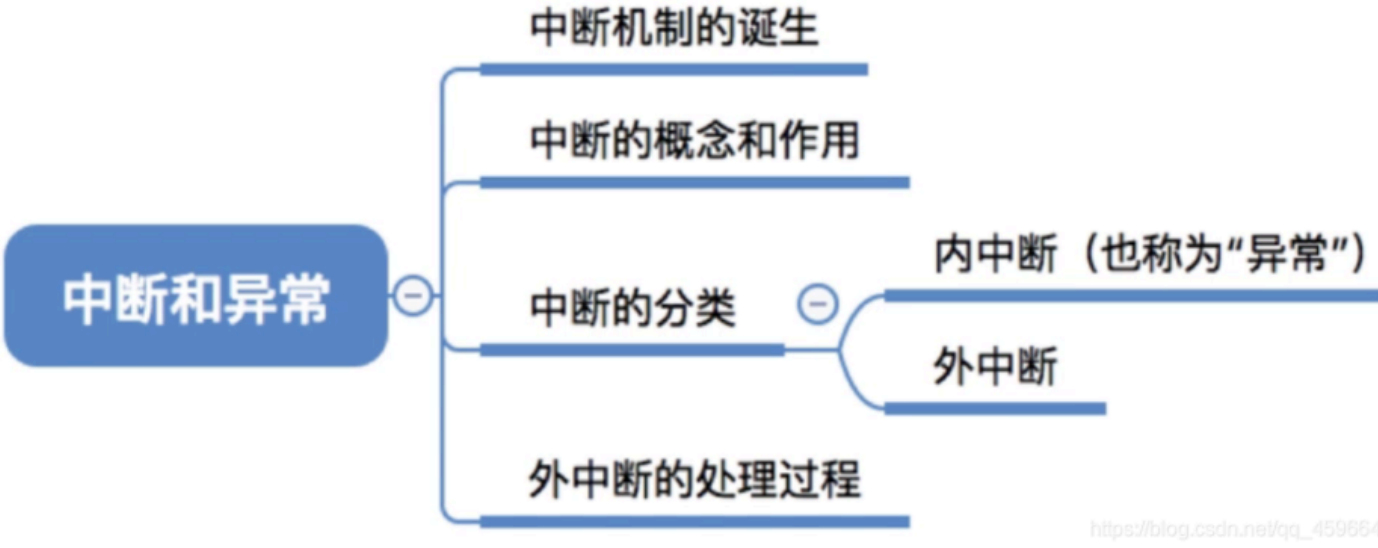 中断机制的诞生
中断的概念和作用
内中断（也称为“异常”）
中断和异常
中断的分类
外中断
外中断的处理过程
https://blog.csdn.net/qq_459664